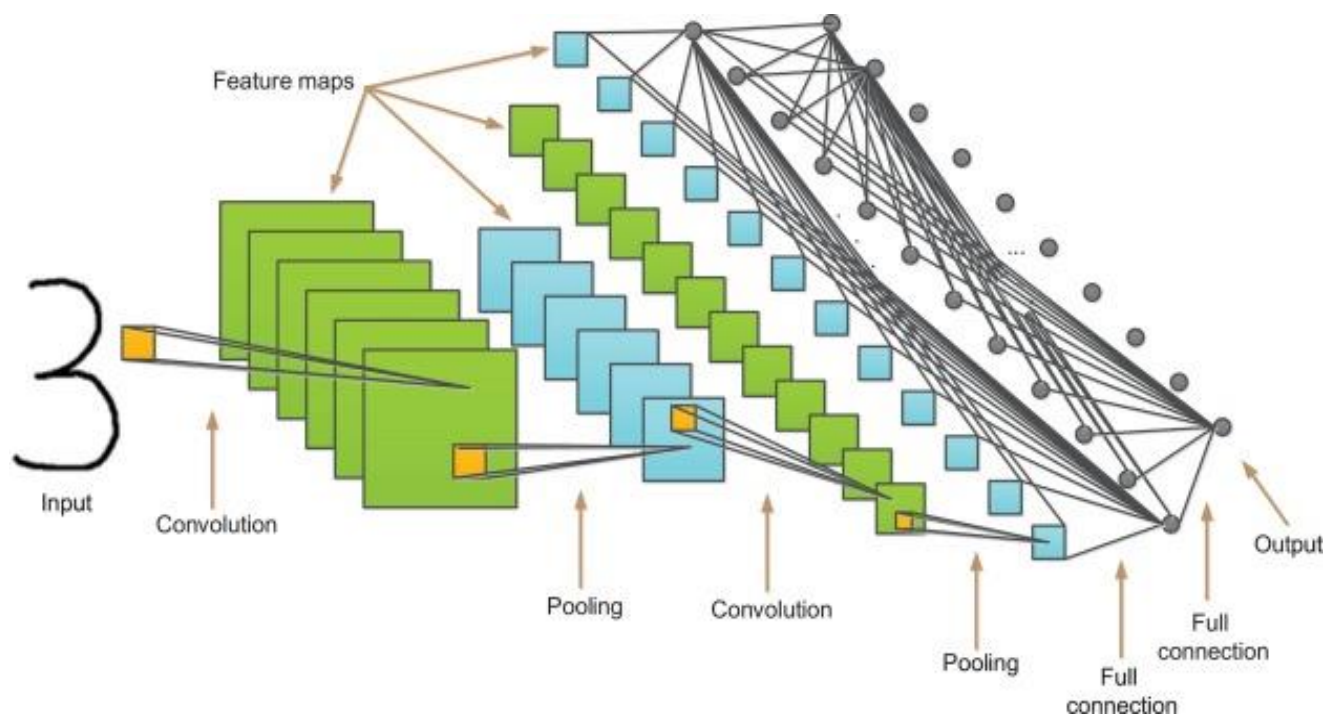 Feature maps
3
Input
Convolution
Pooling
Convolution
Pooling
Full
connection
Full
connection
Output
...